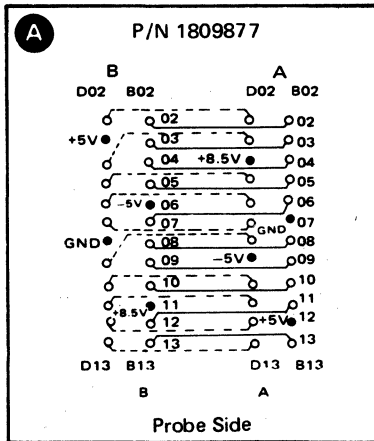 A
P/N 1809877
B A
D02 B02 D02 B02
02 02
+5V 03 03
04 +8.5V 04
05 05
-5V 06 06
07 GND 07
GND 08 08
09 -5V 09
10 10
+8.5V 11 11
12 +5V 12
13 13
D13 B13 D13 B13
B A
Probe Side